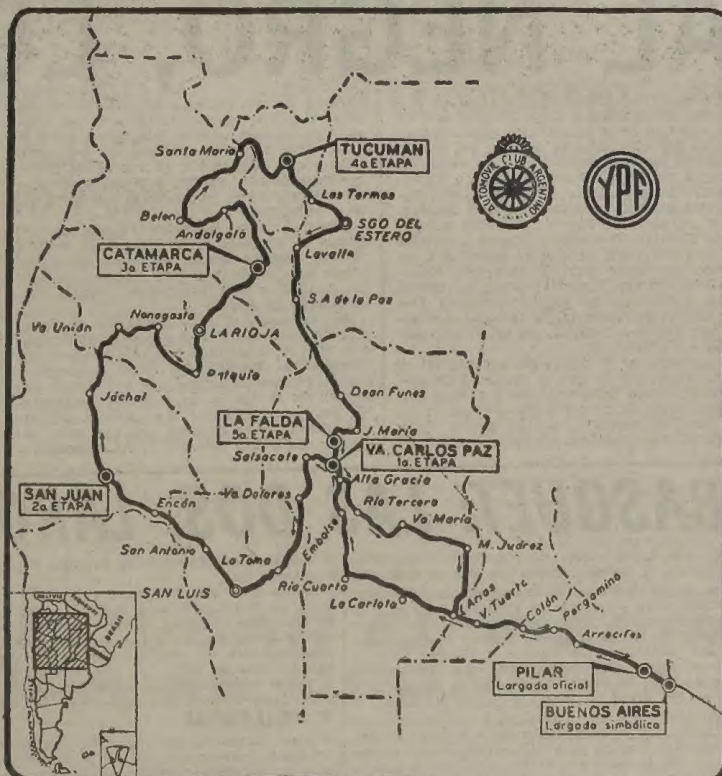 Santa María
TUCUMAN
4a ETAPA
AUTOMOVIL CLUB ARGENTINO
YPF
Las Termas
Belen
Andalgalá
SGO DEL
ESTERO
CATAMARCA
3a ETAPA
Lavalle
S.A de la Paz
Nonogasta
Va. Unión
LA RIOJA
Patquía
Jáchal
Dean Funes
LA FALDA
5a. ETAPA
J. María
VA. CARLOS PAZ
1a. ETAPA
Salsacate
Alta Gracia
SAN JUAN
2a ETAPA
Va Dolores
Río Tercero
Encón
Embalse
Va María
San Antonio
M. Juárez
La Toma
SAN LUIS
Río Cuarto
La Carlota
Arias
V. Tuerto
Colón
Pergamino
Arrecifes
BOLIVIA
PARAGUAY
BRASIL
PILAR
Largada oficial
BUENOS AIRES
Largada simbólica